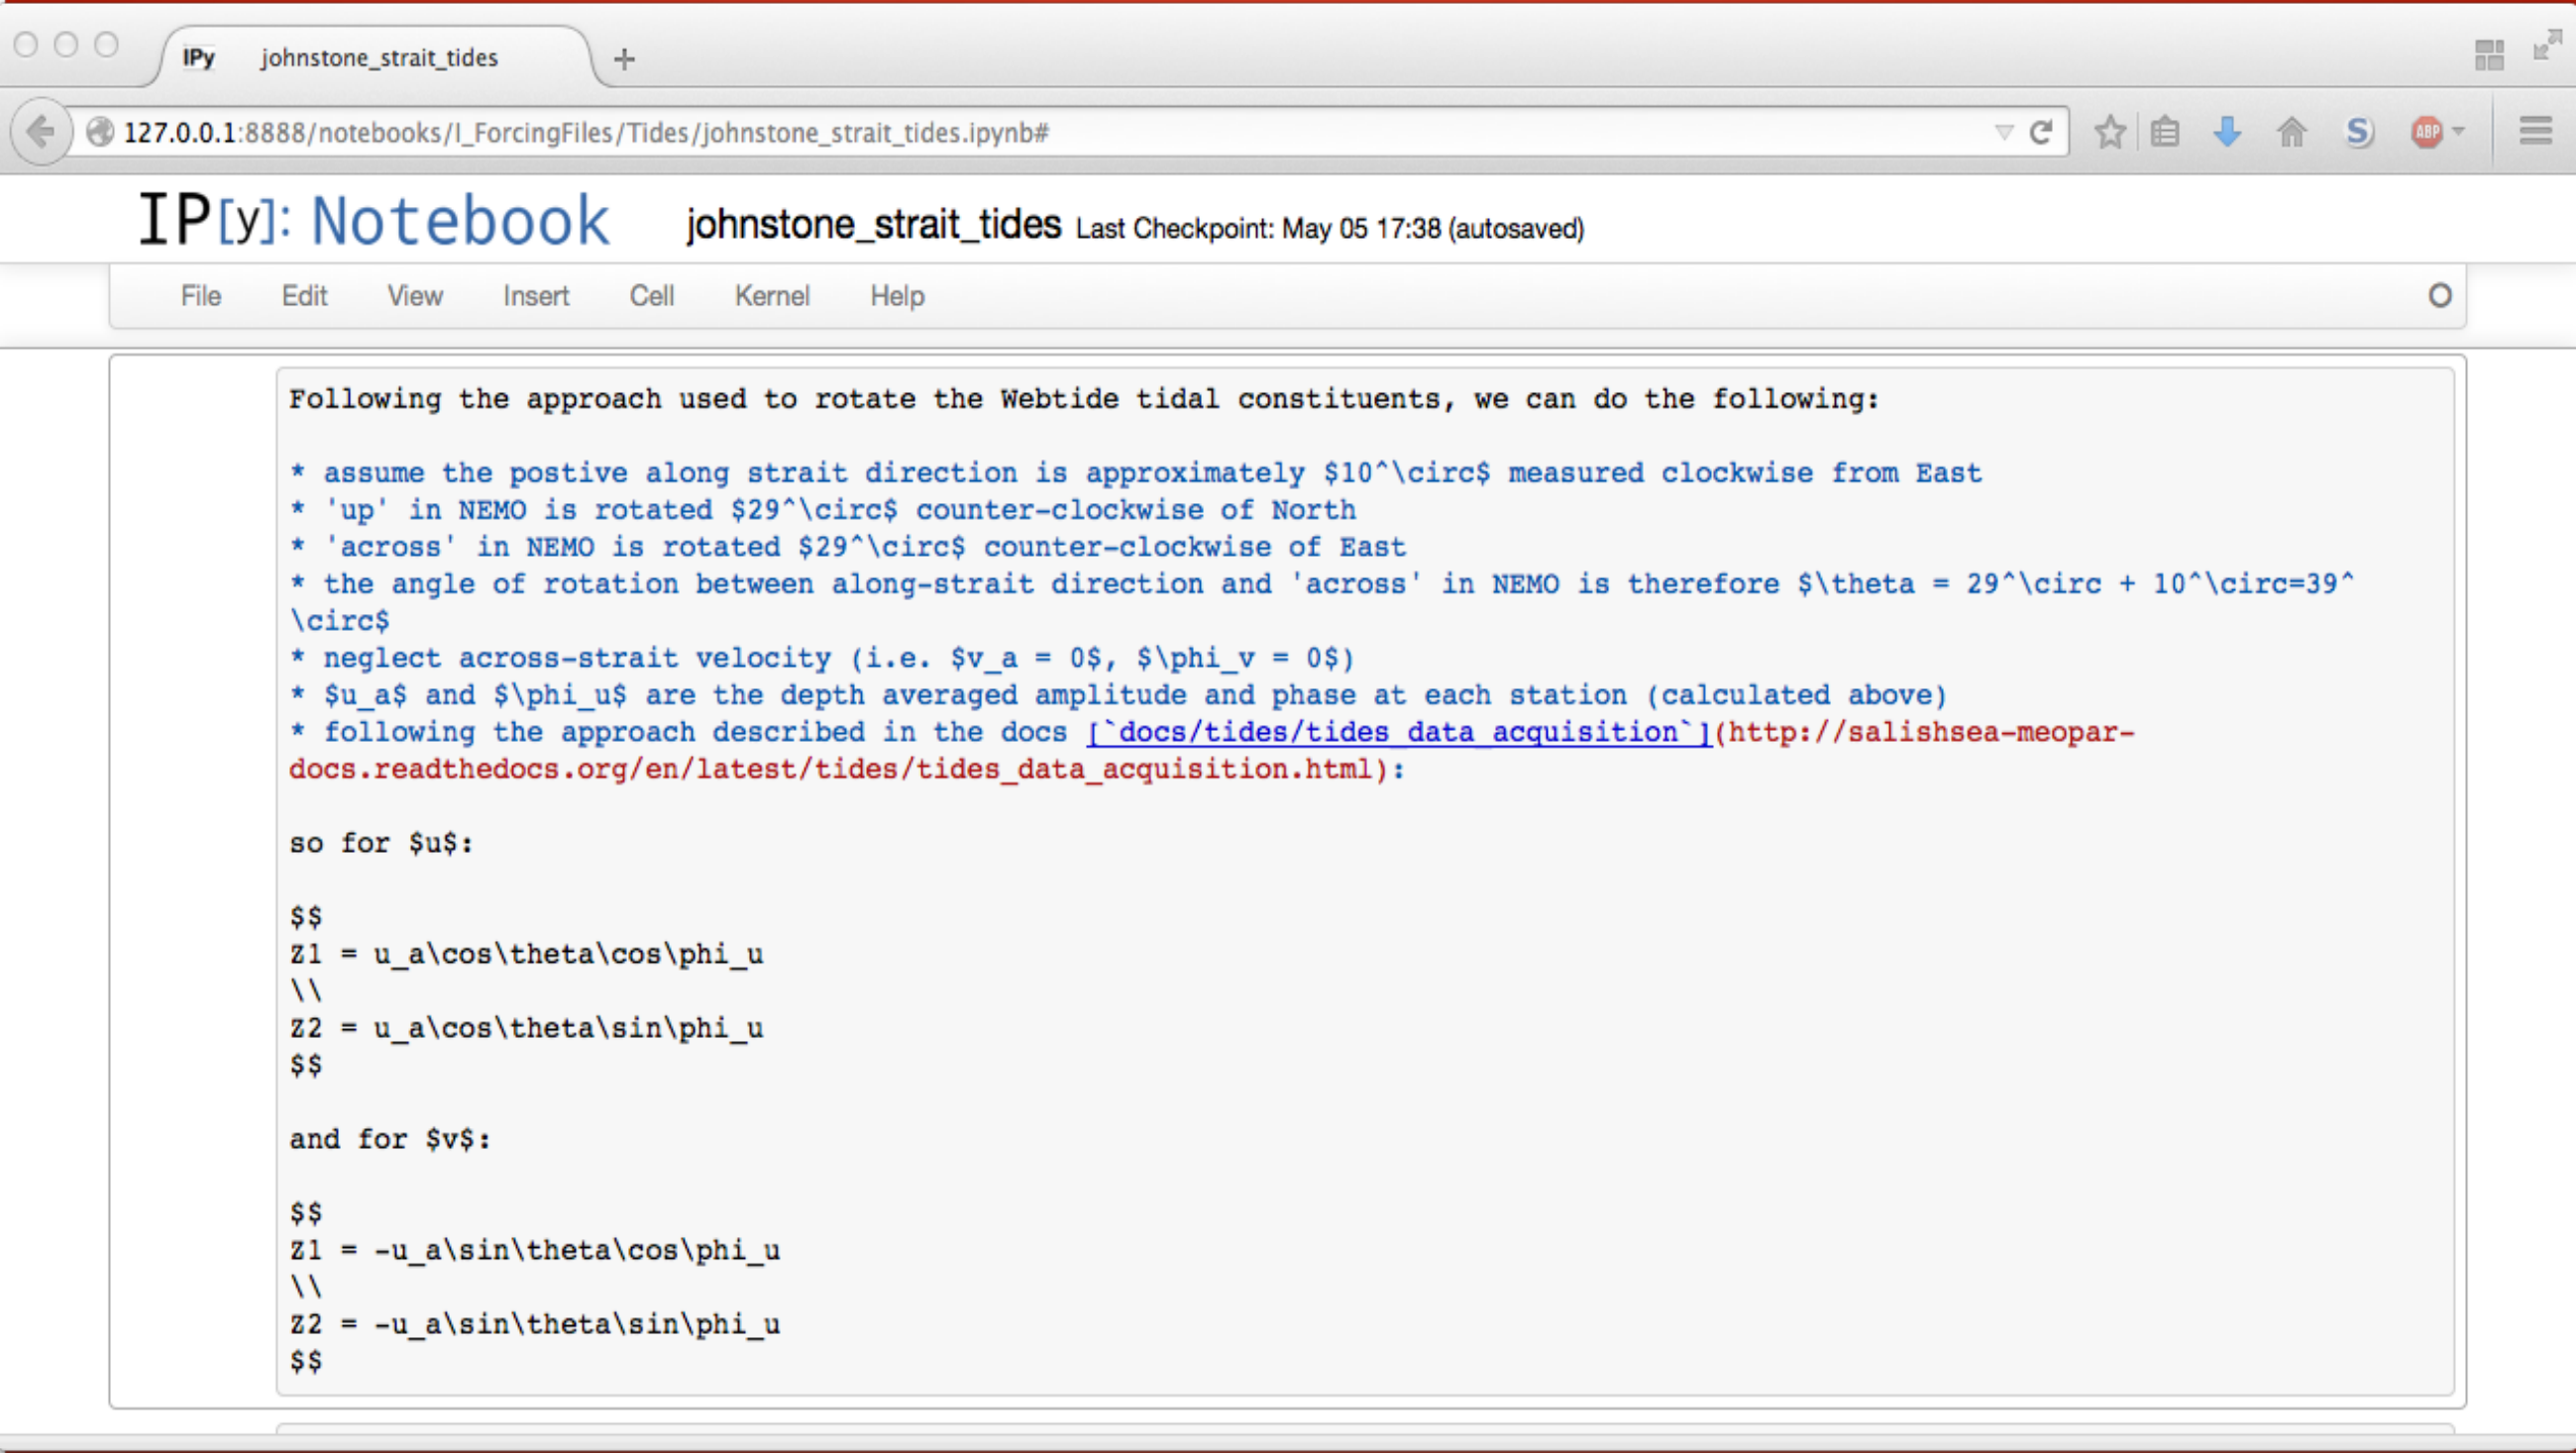 IPy johnstone_strait_tides +
127.0.0.1:8888/notebooks/I_ForcingFiles/Tides/johnstone_strait_tides.ipynb#
S ABP
IP[y]: Notebook johnstone_strait_tides Last Checkpoint: May 05 17:38 (autosaved)
File Edit View Insert Cell Kernel Help
Following the approach used to rotate the Webtide tidal constituents, we can do the following:
* assume the postive along strait direction is approximately $10^\circ$ measured clockwise from East
* 'up' in NEMO is rotated $29^\circ$ counter-clockwise of North
* 'across' in NEMO is rotated $29^\circ$ counter-clockwise of East
* the angle of rotation between along-strait direction and 'across' in NEMO is therefore $\theta = 29^\circ + 10^\circ=39^
\circ$
* neglect across-strait velocity (i.e. $v_a = 0$, $\phi_v = 0$)
* $u_a$ and $\phi_u$ are the depth averaged amplitude and phase at each station (calculated above)
* following the approach described in the docs [`docs/tides/tides_data_acquisition`](http://salishsea-meopar-
docs.readthedocs.org/en/latest/tides/tides_data_acquisition.html):
so for $u$:
$$
Z1 = u_a\cos\theta\cos\phi_u
\\
Z2 = u_a\cos\theta\sin\phi_u
$$
and for $v$:
$$
Z1 = -u_a\sin\theta\cos\phi_u
\\
Z2 = -u_a\sin\theta\sin\phi_u
$$